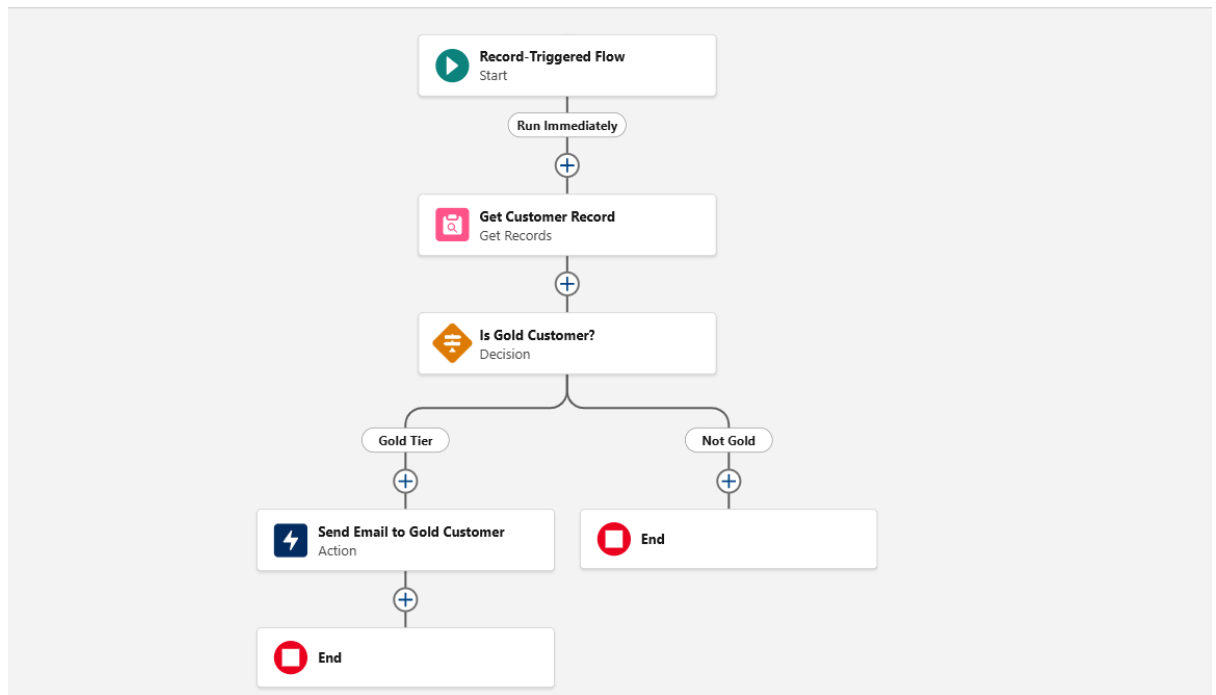 Record-Triggered Flow
Start
Run Immediately
Get Customer Record
Get Records
Is Gold Customer?
Decision
Gold Tier
Not Gold
Send Email to Gold Customer
Action
End
End